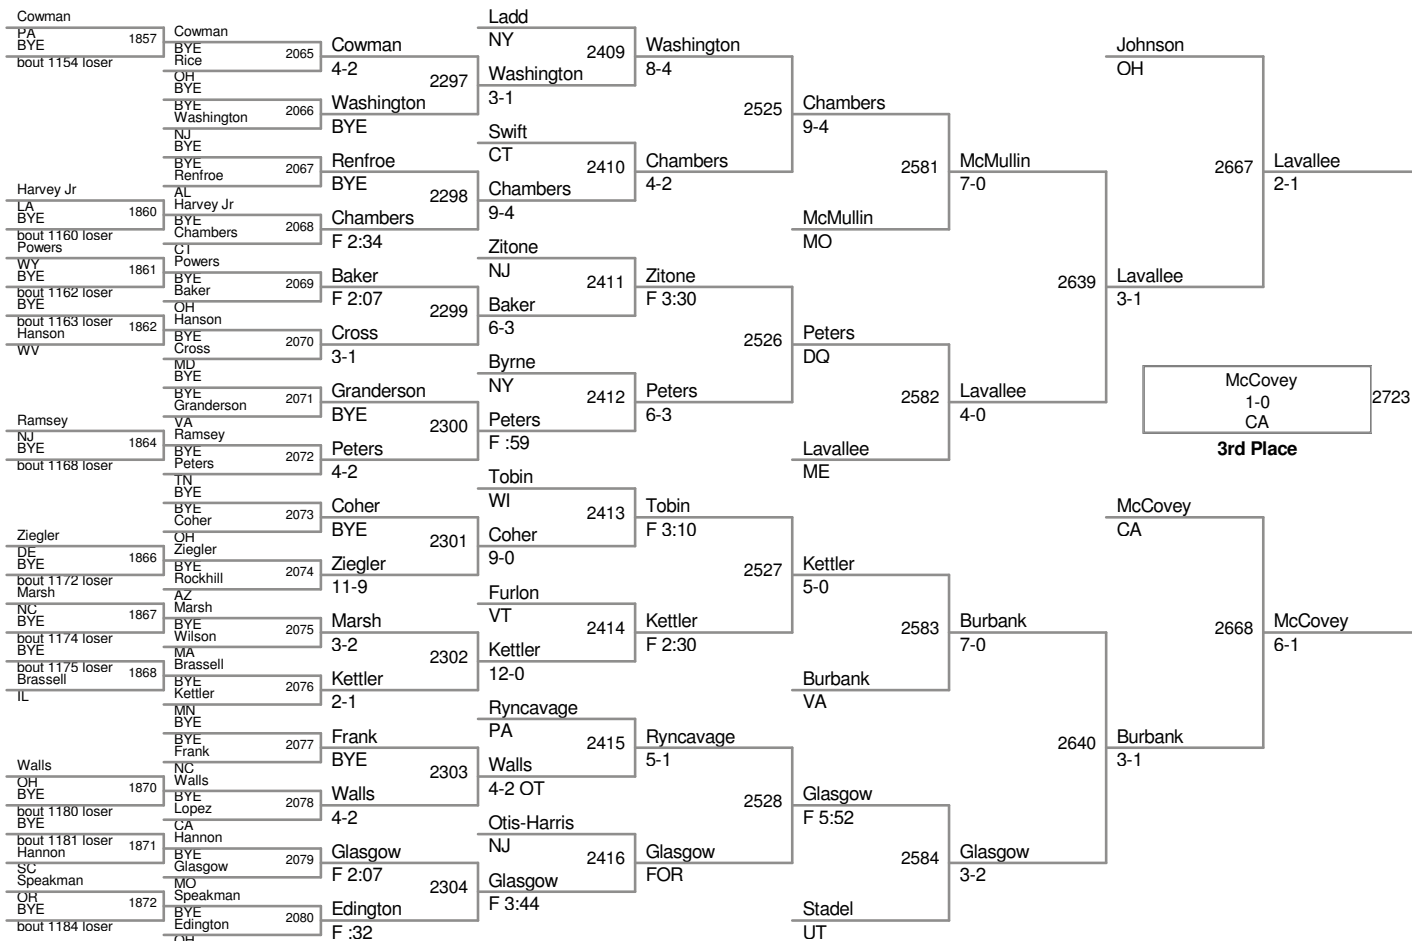 Cowman
PA
BYE
1857
bout 1154 loser
Harvey Jr
LA
BYE
1860
bout 1160 loser
Powers
WY
BYE
1861
bout 1162 loser
BYE
bout 1163 loser
1862
Hanson
WV
Ramsey
NJ
BYE
1864
bout 1168 loser
Ziegler
DE
BYE
1866
bout 1172 loser
Marsh
NC
BYE
1867
bout 1174 loser
BYE
bout 1175 loser
1868
Brassell
IL
Walls
OH
BYE
1870
bout 1180 loser
BYE
bout 1181 loser
1871
Hannon
SC
Speakman
OR
BYE
1872
bout 1184 loser
Cowman
BYE
2065
Rice
OH
BYE
BYE
2066
Washington
NJ
BYE
BYE
2067
Renfroe
AL
Harvey Jr
BYE
2068
Chambers
CT
Powers
BYE
2069
Baker
OH
Hanson
BYE
2070
Cross
MD
BYE
BYE
2071
Granderson
VA
Ramsey
BYE
2072
Peters
TN
BYE
BYE
2073
Coher
OH
Ziegler
BYE
2074
Rockhill
AZ
Marsh
BYE
2075
Wilson
MA
Brassell
BYE
2076
Kettler
MN
BYE
BYE
2077
Frank
NC
Walls
BYE
2078
Lopez
CA
Hannon
BYE
2079
Glasgow
MO
Speakman
BYE
2080
Edington
OH
Cowman
4-2
2297
Washington
BYE
Renfroe
BYE
2298
Chambers
F 2:34
Baker
F 2:07
2299
Cross
3-1
Granderson
BYE
2300
Peters
4-2
Coher
BYE
2301
Ziegler
11-9
Marsh
3-2
2302
Kettler
2-1
Frank
BYE
2303
Walls
4-2
Glasgow
F 2:07
2304
Edington
F :32
Ladd
NY
2409
Washington
3-1
Swift
CT
2410
Chambers
9-4
Zitone
NJ
2411
Baker
6-3
Byrne
NY
2412
Peters
F :59
Tobin
WI
2413
Coher
9-0
Furlon
VT
2414
Kettler
12-0
Ryncavage
PA
2415
Walls
4-2 OT
Otis-Harris
NJ
2416
Glasgow
F 3:44
Washington
8-4
2525
Chambers
4-2
Zitone
F 3:30
2526
Peters
6-3
Tobin
F 3:10
2527
Kettler
F 2:30
Ryncavage
5-1
2528
Glasgow
FOR
Chambers
9-4
2581
McMullin
MO
Peters
DQ
2582
Lavallee
ME
Kettler
5-0
2583
Burbank
VA
Glasgow
F 5:52
2584
Stadel
UT
McMullin
7-0
2639
Lavallee
4-0
Burbank
7-0
2640
Glasgow
3-2
Johnson
OH
2667
Lavallee
3-1
McCovey
CA
2668
Burbank
3-1
Lavallee
2-1
McCovey
1-0
CA
2723
3rd Place
McCovey
6-1